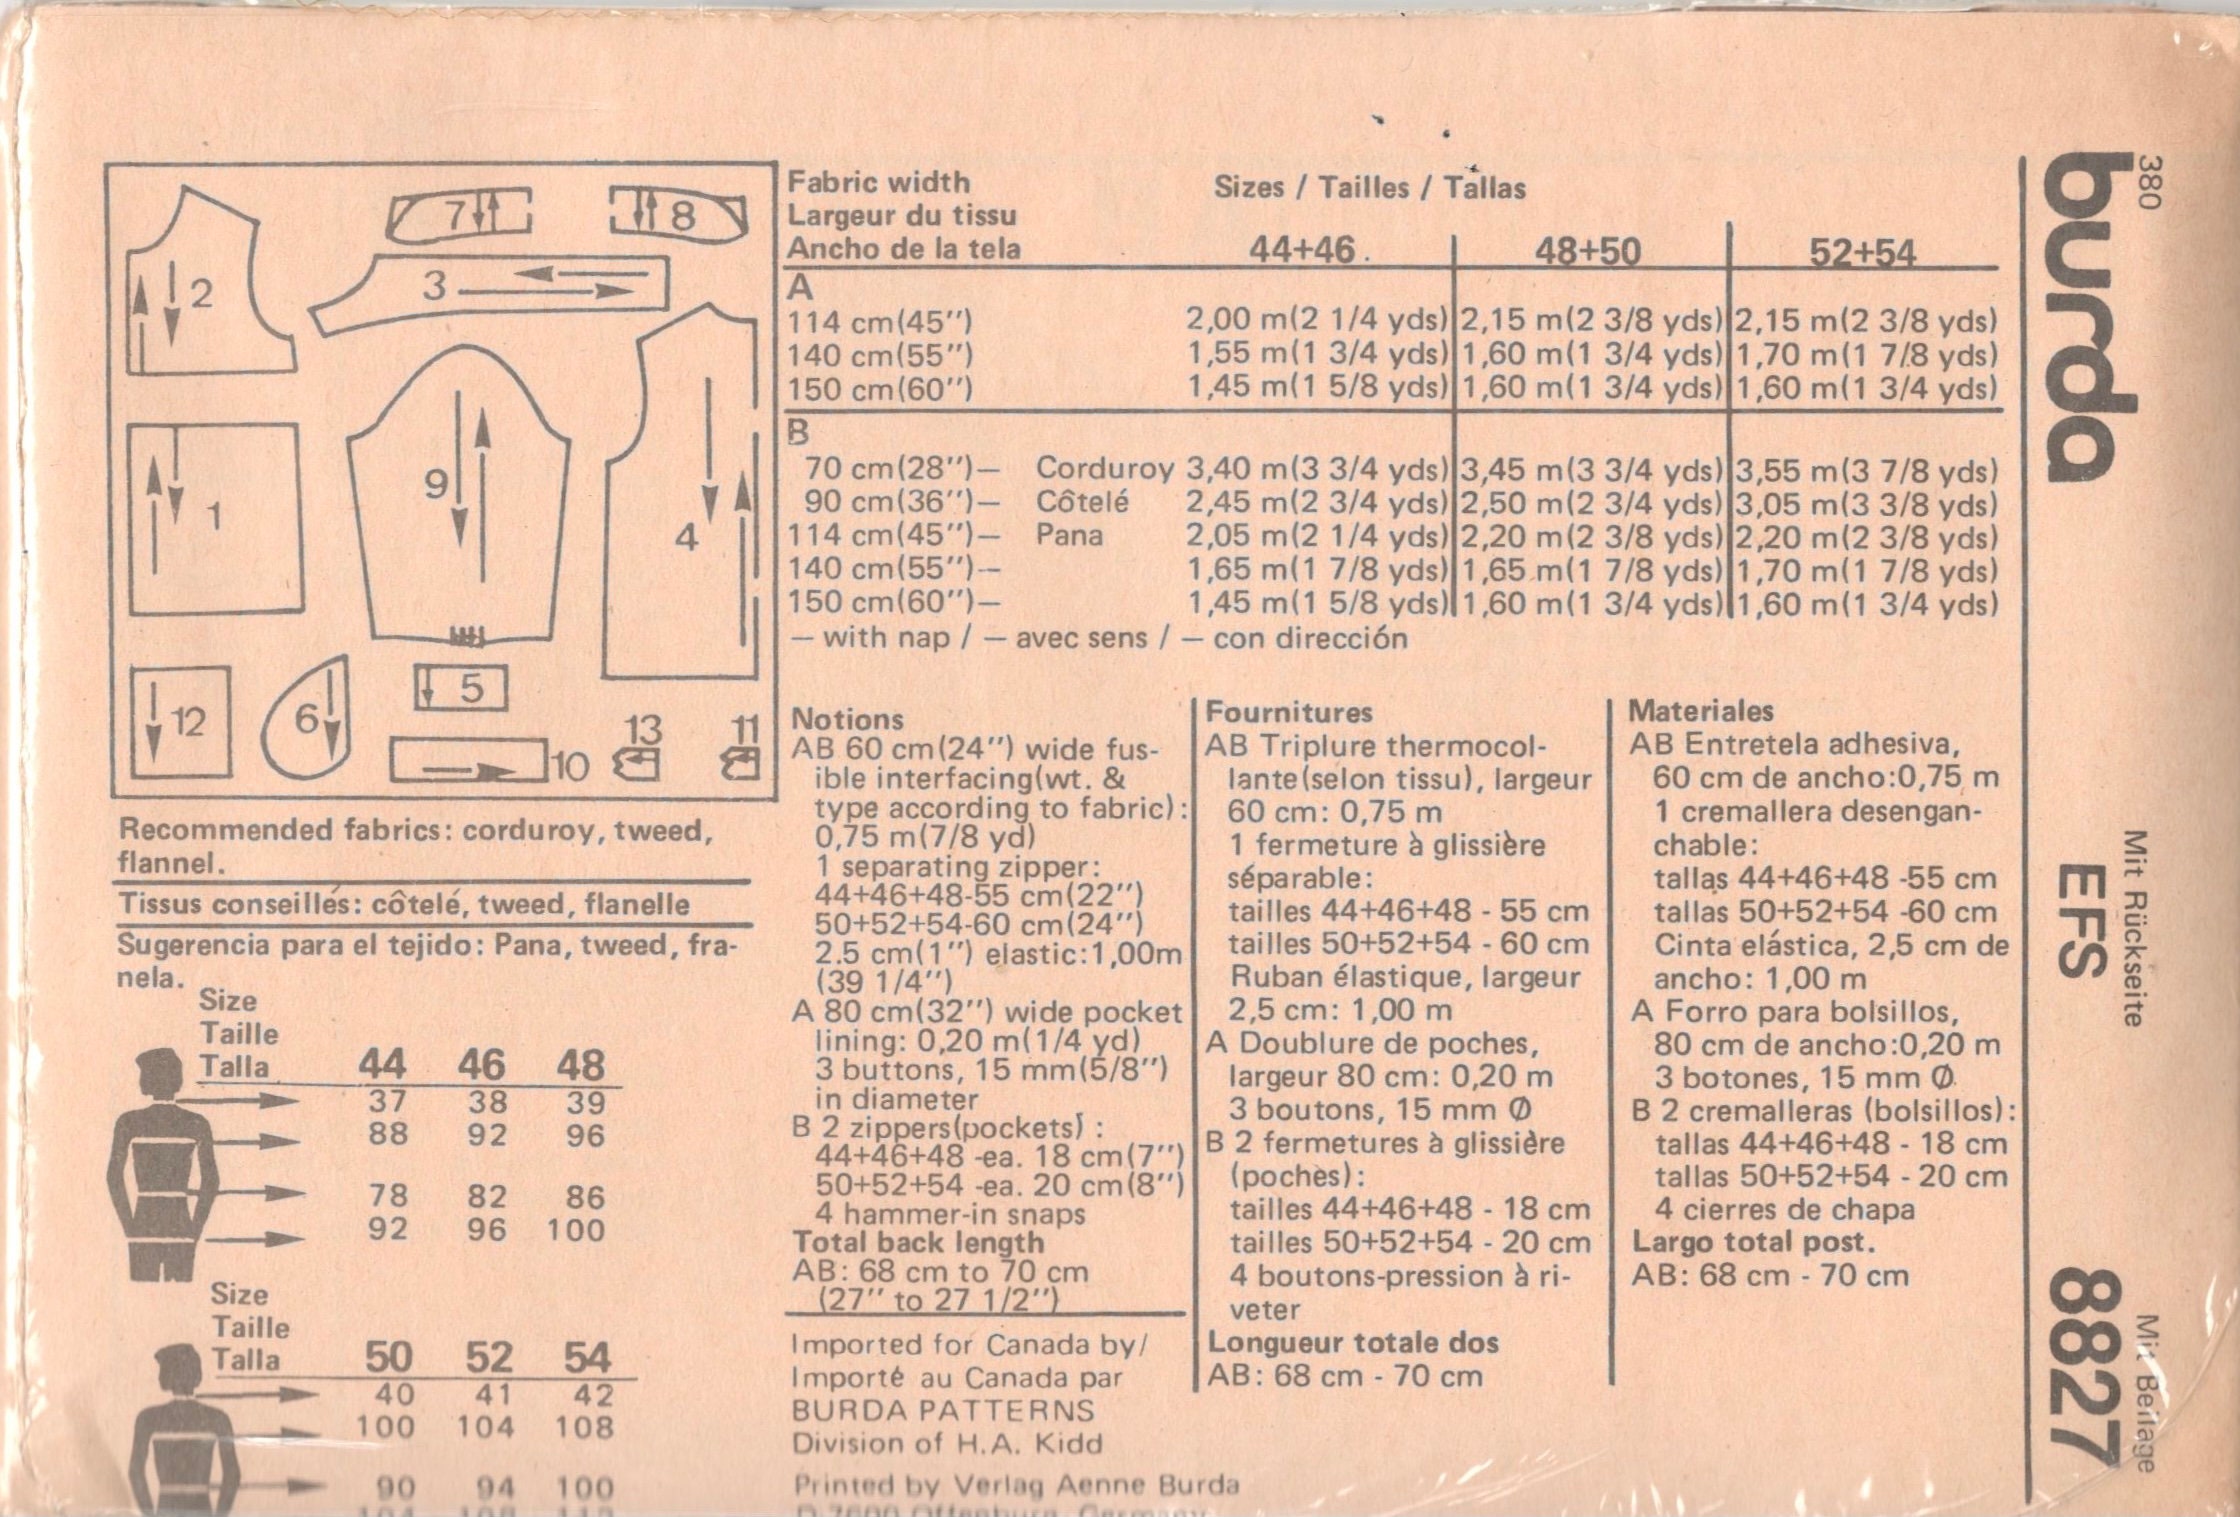 2
7
8
3
1
9
4
12
6
5
10
13
11
Recommended fabrics: corduroy, tweed,
flannel.
Tissus conseillés: côtelé, tweed, flanelle
Sugerencia para el tejido: Pana, tweed, fra-
nela.
Size
Taille
Talla 44 46 48
37 38 39
88 92 96
78 82 86
92 96 100
Size
Taille
Talla 50 52 54
40 41 42
100 104 108
90 94 100
Fabric width
Largeur du tissu
Ancho de la tela
Sizes / Tailles / Tallas
44+46. 48+50 52+54
A
114 cm(45″) 2,00 m(2 1/4 yds) 2,15 m(2 3/8 yds) 2,15 m(2 3/8 yds)
140 cm(55″) 1,55 m(1 3/4 yds) 1,60 m(1 3/4 yds) 1,70 m(1 7/8 yds)
150 cm(60″) 1,45 m(1 5/8 yds) 1,60 m(1 3/4 yds) 1,60 m(1 3/4 yds)
B
70 cm(28″)— Corduroy 3,40 m(3 3/4 yds) 3,45 m(3 3/4 yds) 3,55 m(3 7/8 yds)
90 cm(36″)— Côtelé 2,45 m(2 3/4 yds) 2,50 m(2 3/4 yds) 3,05 m(3 3/8 yds)
114 cm(45″)— Pana 2,05 m(2 1/4 yds) 2,20 m(2 3/8 yds) 2,20 m(2 3/8 yds)
140 cm(55″)— 1,65 m(1 7/8 yds) 1,65 m(1 7/8 yds) 1,70 m(1 7/8 yds)
150 cm(60″)— 1,45 m(1 5/8 yds) 1,60 m(1 3/4 yds) 1,60 m(1 3/4 yds)
— with nap / — avec sens / — con dirección
Notions
AB 60 cm(24″) wide fus-
ible interfacing(wt. &
type according to fabric):
0,75 m(7/8 yd)
1 separating zipper:
44+46+48-55 cm(22″)
50+52+54-60 cm(24″)
2.5 cm(1″) elastic:1,00m
(39 1/4″)
A 80 cm(32″) wide pocket
lining: 0,20 m(1/4 yd)
3 buttons, 15 mm(5/8″)
in diameter
B 2 zippers(pockets) :
44+46+48 -ea. 18 cm(7″)
50+52+54 -ea. 20 cm(8″)
4 hammer-in snaps
Total back length
AB: 68 cm to 70 cm
(27″ to 27 1/2″)
Imported for Canada by/
Importé au Canada par
BURDA PATTERNS
Division of H.A. Kidd
Printed by Verlag Aenne Burda
D-7600 Offenburg, Germany
Fournitures
AB Triplure thermocol-
lante(selon tissu), largeur
60 cm: 0,75 m
1 fermeture à glissière
séparable:
tailles 44+46+48 - 55 cm
tailles 50+52+54 - 60 cm
Ruban élastique, largeur
2,5 cm: 1,00 m
A Doublure de poches,
largeur 80 cm: 0,20 m
3 boutons, 15 mm Ø
B 2 fermetures à glissière
(poches):
tailles 44+46+48 - 18 cm
tailles 50+52+54 - 20 cm
4 boutons-pression à ri-
veter
Longueur totale dos
AB: 68 cm - 70 cm
Materiales
AB Entretela adhesiva,
60 cm de ancho:0,75 m
1 cremallera desengan-
chable:
tallas 44+46+48 -55 cm
tallas 50+52+54 -60 cm
Cinta elástica, 2,5 cm de
ancho: 1,00 m
A Forro para bolsillos,
80 cm de ancho:0,20 m
3 botones, 15 mm Ø
B 2 cremalleras (bolsillos):
tallas 44+46+48 - 18 cm
tallas 50+52+54 - 20 cm
4 cierres de chapa
Largo total post.
AB: 68 cm - 70 cm
380
burda
Mit Rückseite
EFS
Mit Beilage
8827